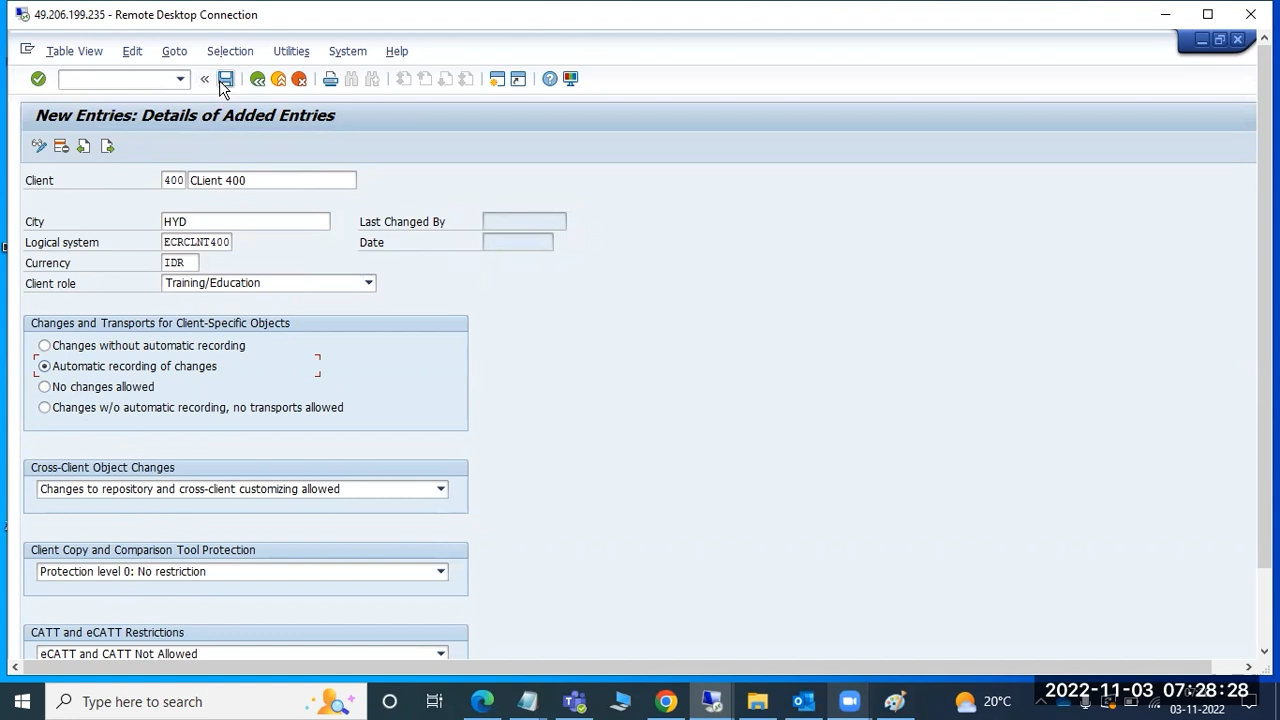 49.206.199.235 - Remote Desktop Connection
Table View Edit Goto Selection Utilities System Help
New Entries: Details of Added Entries
Client 400 CLient 400
City HYD Last Changed By
Logical system ECRCLNT400 Date
Currency IDR
Client role Training/Education
Changes and Transports for Client-Specific Objects
Changes without automatic recording
Automatic recording of changes
No changes allowed
Changes w/o automatic recording, no transports allowed
Cross-Client Object Changes
Changes to repository and cross-client customizing allowed
Client Copy and Comparison Tool Protection
Protection level 0: No restriction
CATT and eCATT Restrictions
eCATT and CATT Not Allowed
Type here to search 20°C 2022-11-03 07:28:28
03-11-2022